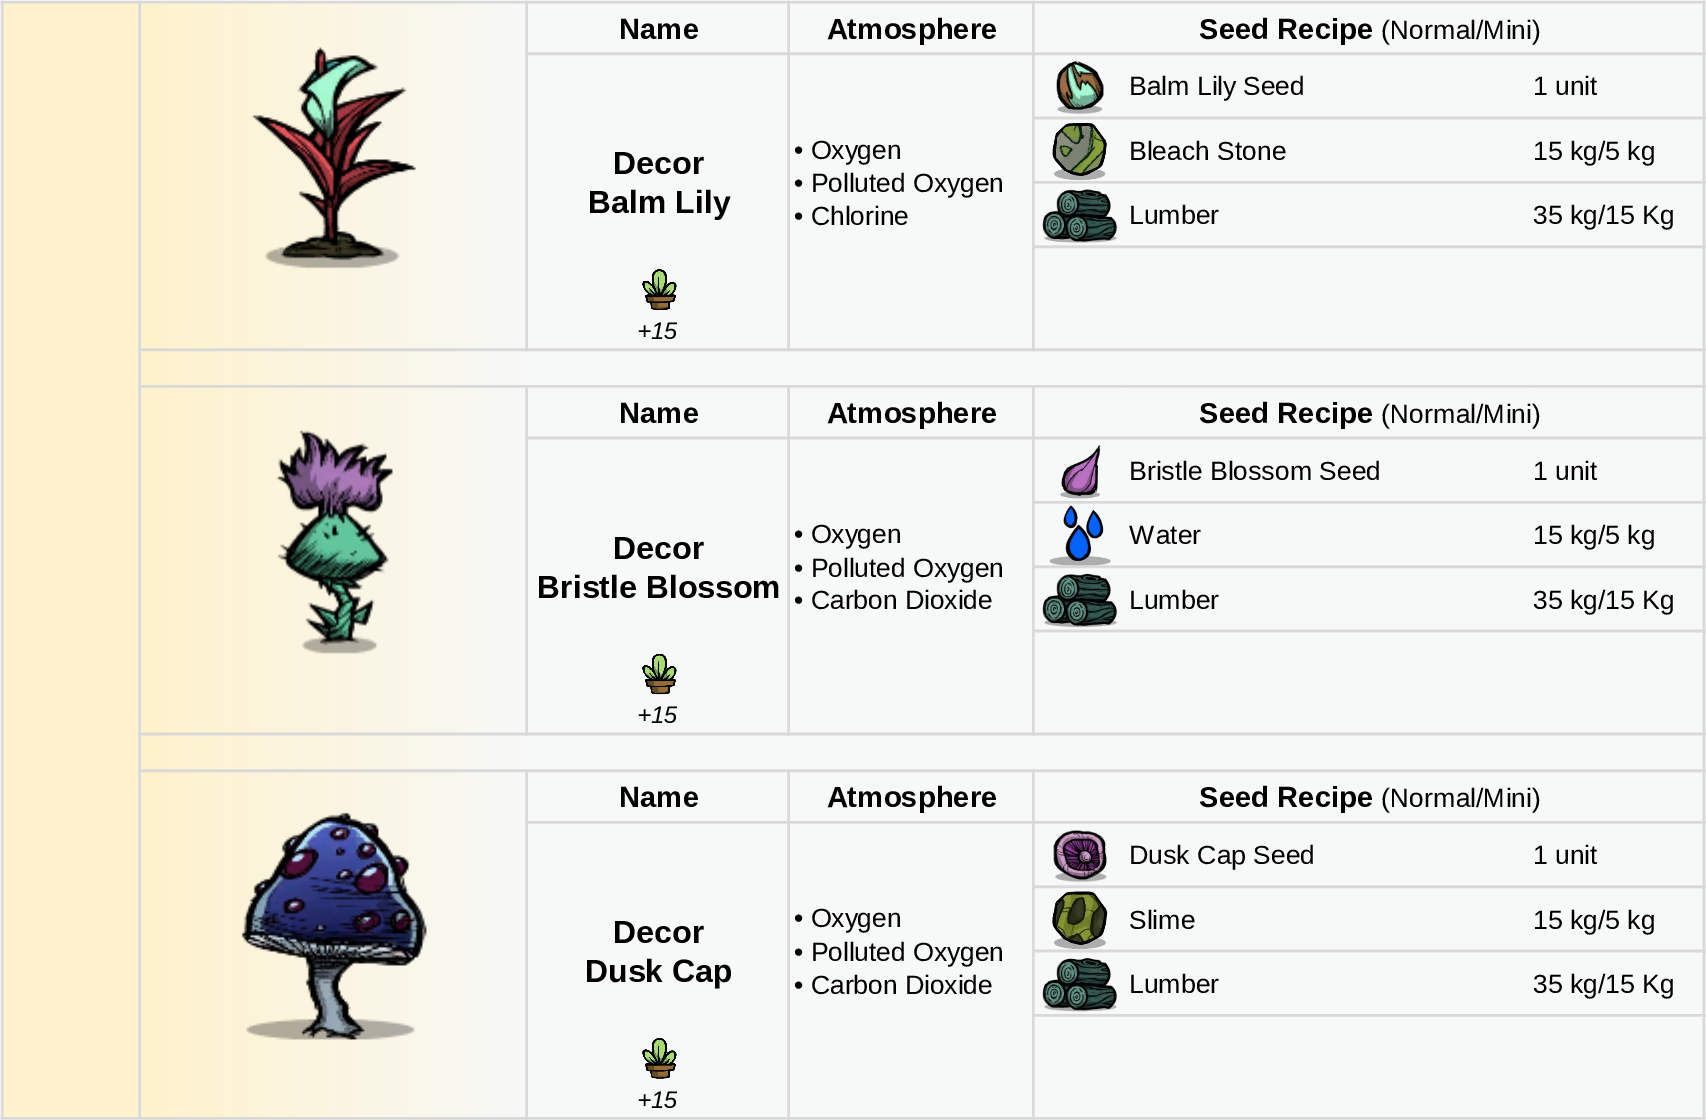 Name Atmosphere Seed Recipe (Normal/Mini)
Balm Lily Seed 1 unit
• Oxygen Bleach Stone 15 kg/5 kg
Decor • Polluted Oxygen
Balm Lily • Chlorine Lumber 35 kg/15 Kg
+15
Name Atmosphere Seed Recipe (Normal/Mini)
Bristle Blossom Seed 1 unit
• Oxygen Water 15 kg/5 kg
Decor • Polluted Oxygen
Bristle Blossom • Carbon Dioxide Lumber 35 kg/15 Kg
+15
Name Atmosphere Seed Recipe (Normal/Mini)
Dusk Cap Seed 1 unit
• Oxygen Slime 15 kg/5 kg
Decor • Polluted Oxygen
Dusk Cap • Carbon Dioxide Lumber 35 kg/15 Kg
+15